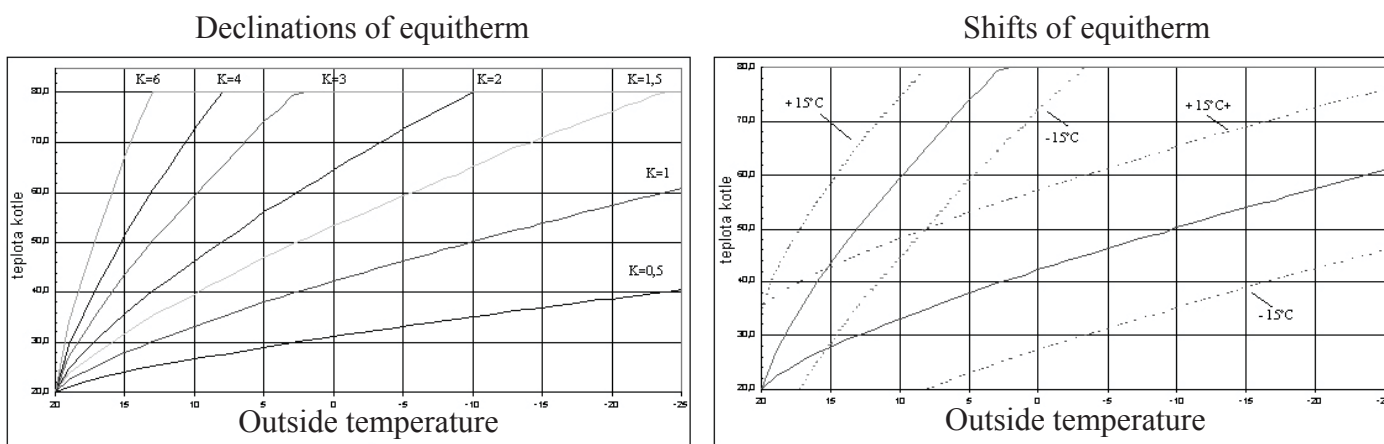 Declinations of equitherm
teplota kotle
80,0
70,0
60,0
50,0
40,0
30,0
20,0
K=6
K=4
K=3
K=2
K=1,5
K=1
K=0,5
20
15
10
5
0
-5
-10
-15
-20
-25
Outside temperature
Shifts of equitherm
teplota kotle
80,0
70,0
60,0
50,0
40,0
30,0
20,0
+15°C
-15°C
+15°C+
-15°C
20
15
10
5
0
-5
-10
-15
-20
Outside temperature